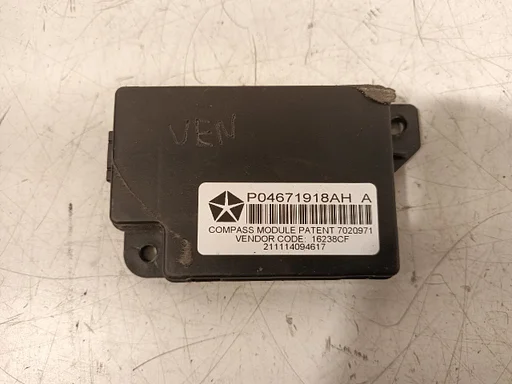 VEN
P04671918AH A
COMPASS MODULE PATENT 7020971
VENDOR CODE: 16238CF
211114094617